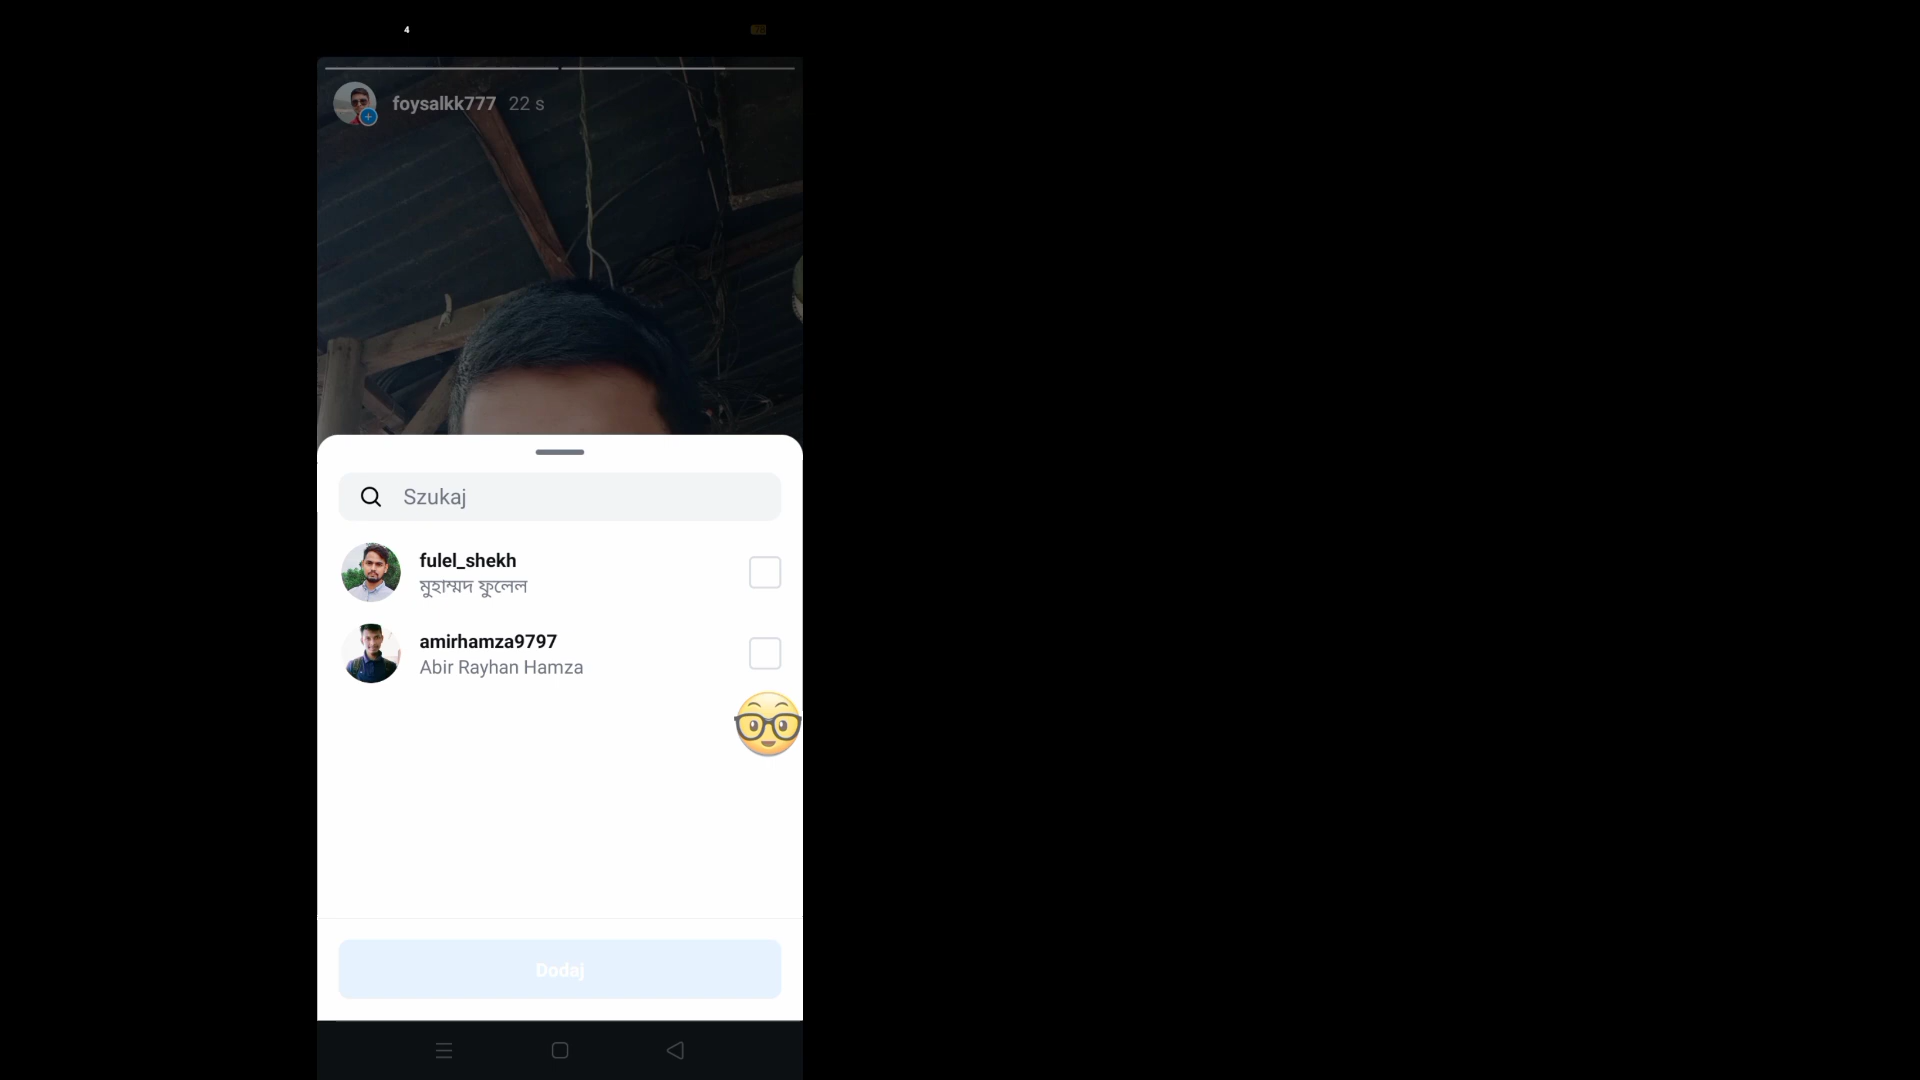 4
foysalkk777 22 s
Szukaj
fulel_shekh
মুহাম্মদ ফুলেল
amirhamza9797
Abir Rayhan Hamza
Dodaj